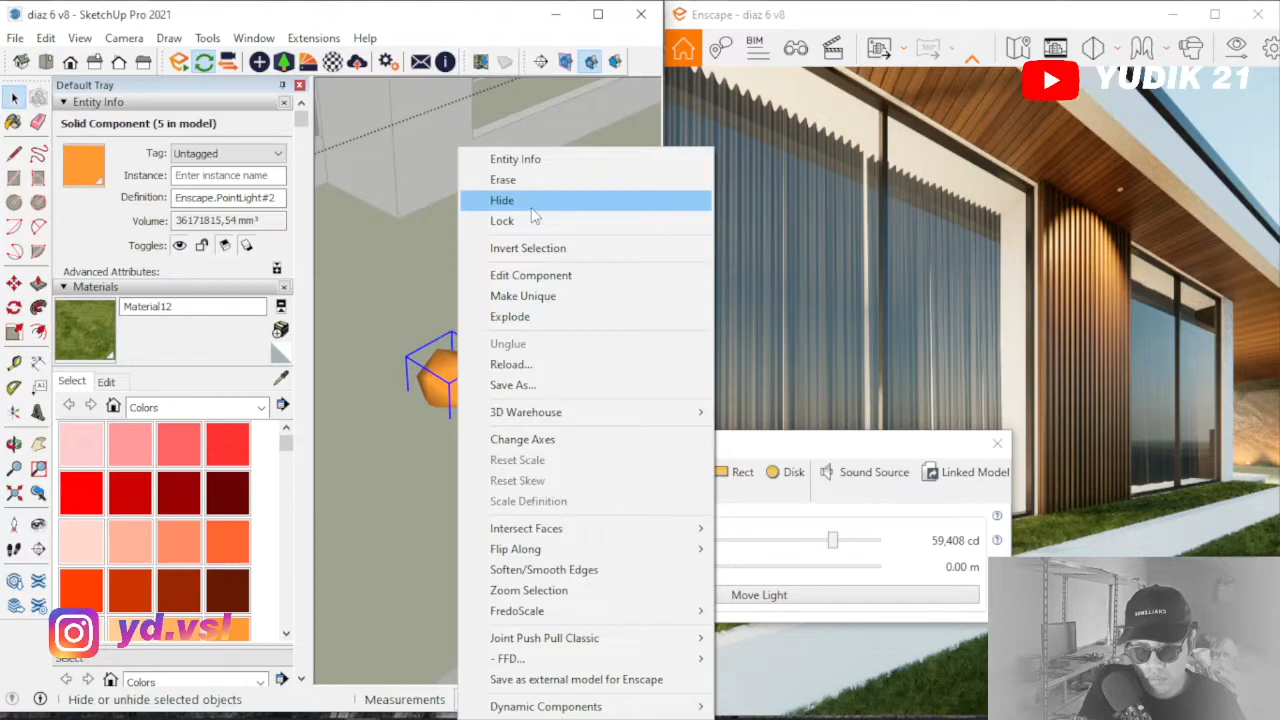 diaz 6 v8 - SketchUp Pro 2021
Enscape - diaz 6 v8
File Edit View Camera Draw Tools Window Extensions Help
BIM
YUDIK 21
Default Tray
Entity Info
Solid Component (5 in model)
Tag: Untagged
Instance: Enter instance name
Definition: Enscape.PointLight#2
Volume: 36171815,54 mm³
Toggles:
Advanced Attributes:
Materials
Material12
Select Edit
Colors
Select
Colors
Entity Info
Erase
Hide
Lock
Invert Selection
Edit Component
Make Unique
Explode
Unglue
Reload...
Save As...
3D Warehouse
Change Axes
Reset Scale
Reset Skew
Scale Definition
Intersect Faces
Flip Along
Soften/Smooth Edges
Zoom Selection
FredoScale
Joint Push Pull Classic
- FFD...
Save as external model for Enscape
Dynamic Components
Rect Disk Sound Source Linked Model
59,408 cd
0.00 m
Move Light
yd.vsl
Hide or unhide selected objects
Measurements
CHALLENGE